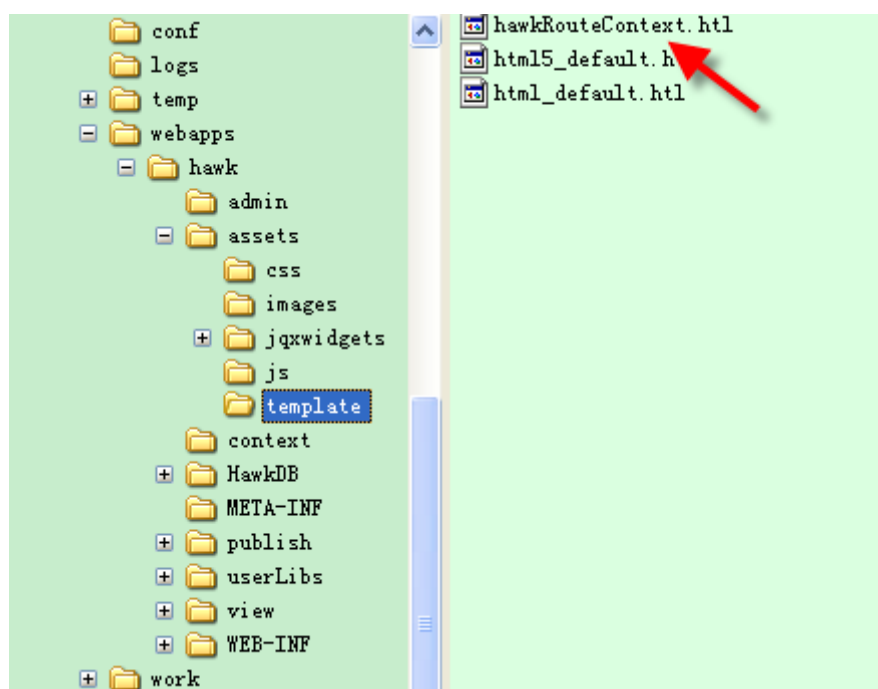 conf
logs
temp
webapps
hawk
admin
assets
css
images
jqxwidgets
js
template
context
HawkDB
META-INF
publish
userLibs
view
WEB-INF
work
hawkRouteContext.htl
html5_default.h
html_default.htl